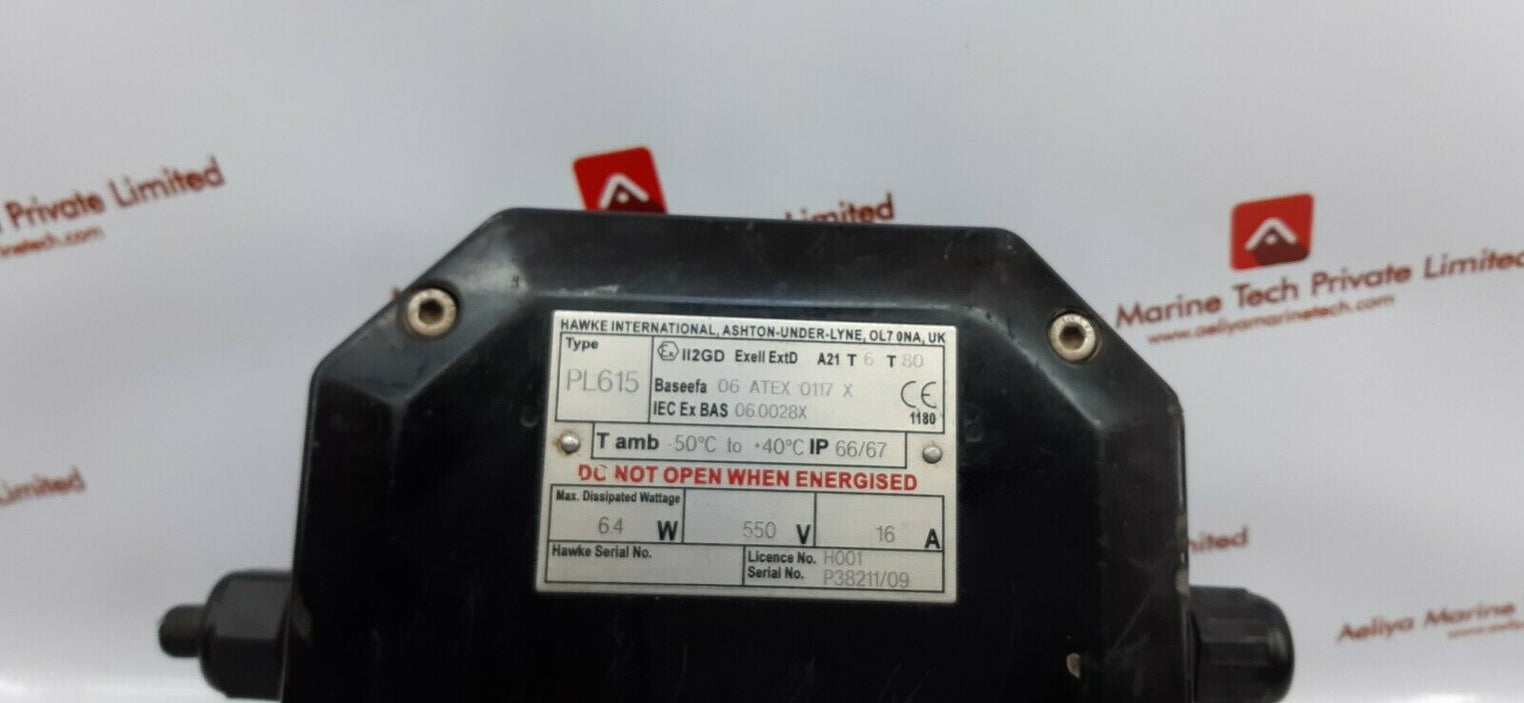 Private Limited
Limited
Marine Tech Private Limited
www.aeliyamarinetech.com
HAWKE INTERNATIONAL, ASHTON-UNDER-LYNE, OL7 0NA, UK
Type
PL615
Ex II2GD ExeII ExtD A21 T 6 T 80
Baseefa 06 ATEX 0117 X
IEC Ex BAS 06.0028X
CE
1180
T amb -50°C to +40°C IP 66/67
DO NOT OPEN WHEN ENERGISED
Max. Dissipated Wattage
6.4 W 550 V 16 A
Hawke Serial No.
Licence No. H001
Serial No. P38211/09
Limited
Aeliya Marine